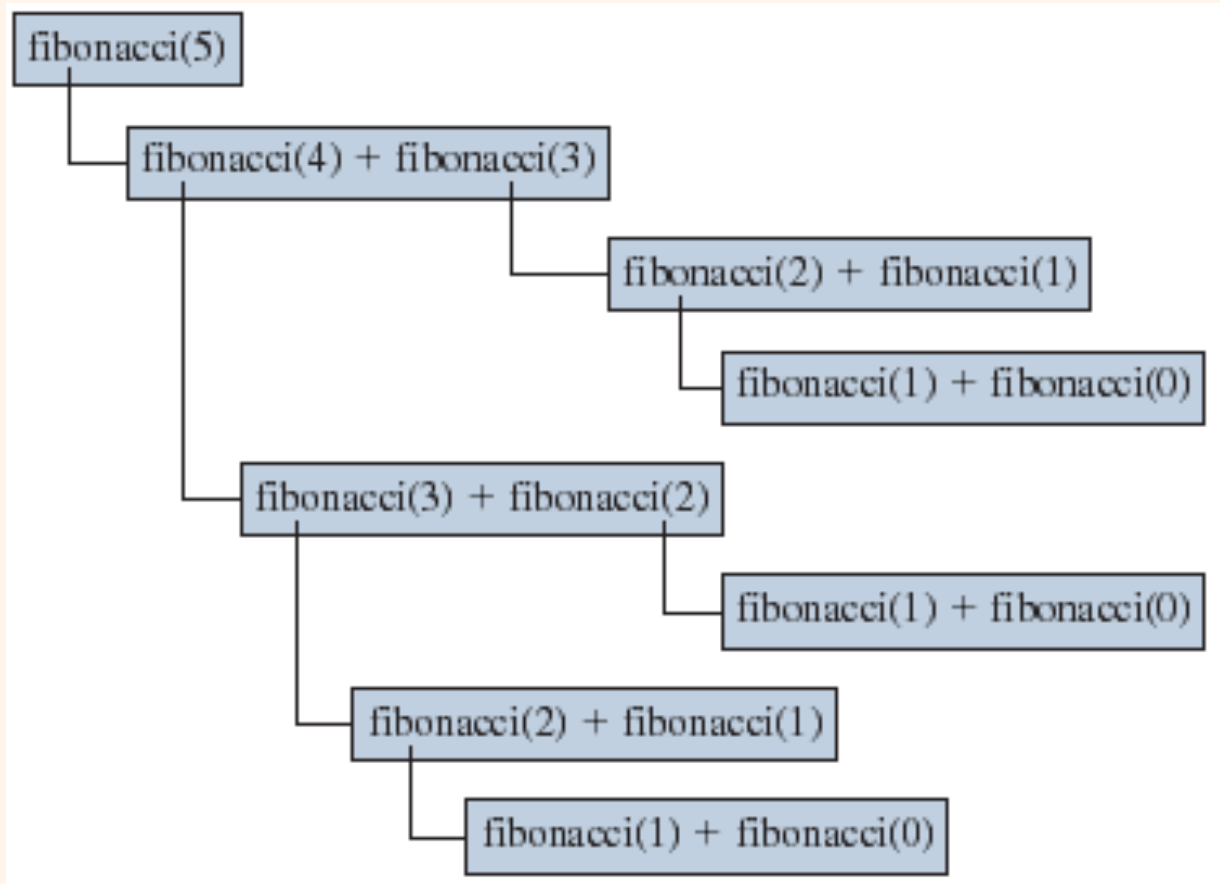 fibonacci(5)
fibonacci(4) + fibonacci(3)
fibonacci(2) + fibonacci(1)
fibonacci(1) + fibonacci(0)
fibonacci(3) + fibonacci(2)
fibonacci(1) + fibonacci(0)
fibonacci(2) + fibonacci(1)
fibonacci(1) + fibonacci(0)